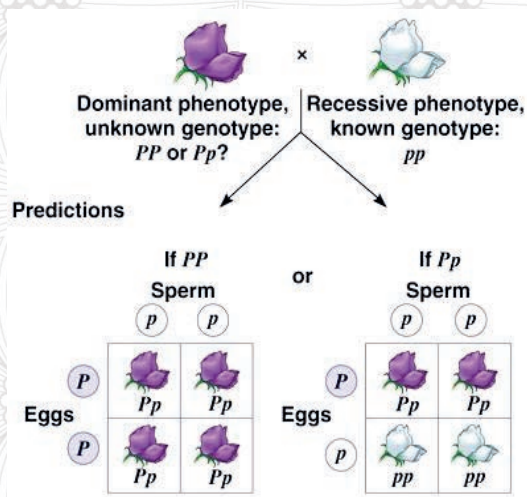 ×
Dominant phenotype,
unknown genotype:
PP or Pp?
Recessive phenotype,
known genotype:
pp
Predictions
If PP
Sperm
p p
Eggs
P
Pp Pp
P
Pp Pp
or
If Pp
Sperm
p p
Eggs
P
Pp Pp
p
pp pp